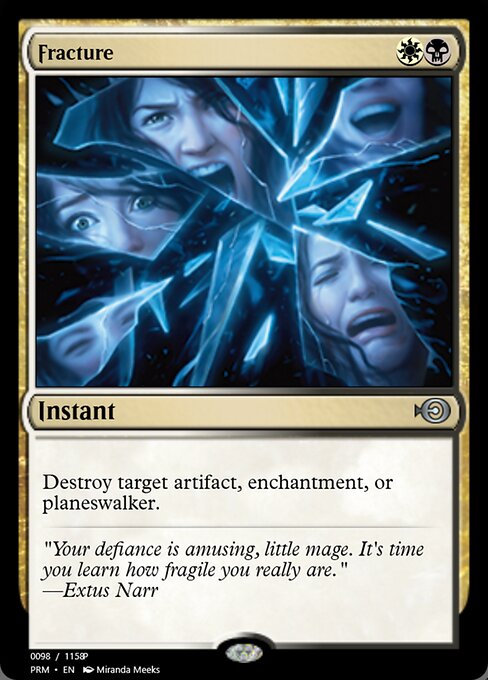 Fracture
Instant
Destroy target artifact, enchantment, or
planeswalker.
"Your defiance is amusing, little mage. It's time
you learn how fragile you really are."
—Extus Narr
0098 / 1158P
PRM • EN Miranda Meeks